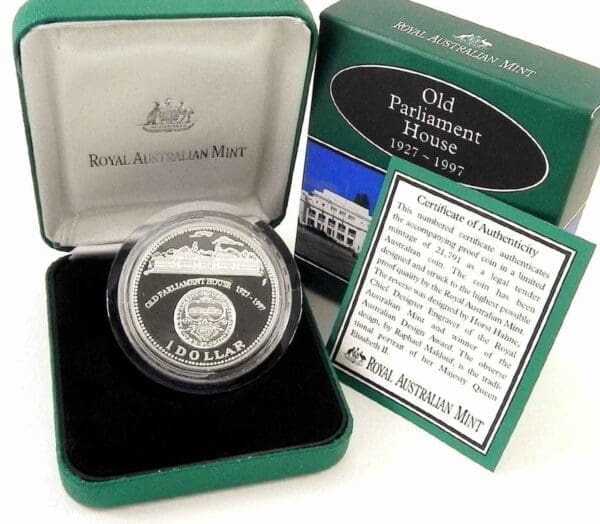 ROYAL AUSTRALIAN MINT
OLD PARLIAMENT HOUSE 1927-1997
1 DOLLAR
ROYAL AUSTRALIAN MINT
Old
Parliament
House
1927 ~ 1997
Certificate of Authenticity
This numbered certificate authenticates
the accompanying proof coin in a limited
mintage of 21,791 as a legal tender
Australian coin. The coin has been
designed and struck to the highest possible
proof quality by the Royal Australian Mint.
The reverse was designed by Horst Hahne,
Chief Designer Engraver of the Royal
Australian Mint and winner of the
Australian Design Award. The obverse
design, by Raphael Maklouf, is the tradi-
tional portrait of her Majesty Queen
Elizabeth II.
ROYAL AUSTRALIAN MINT